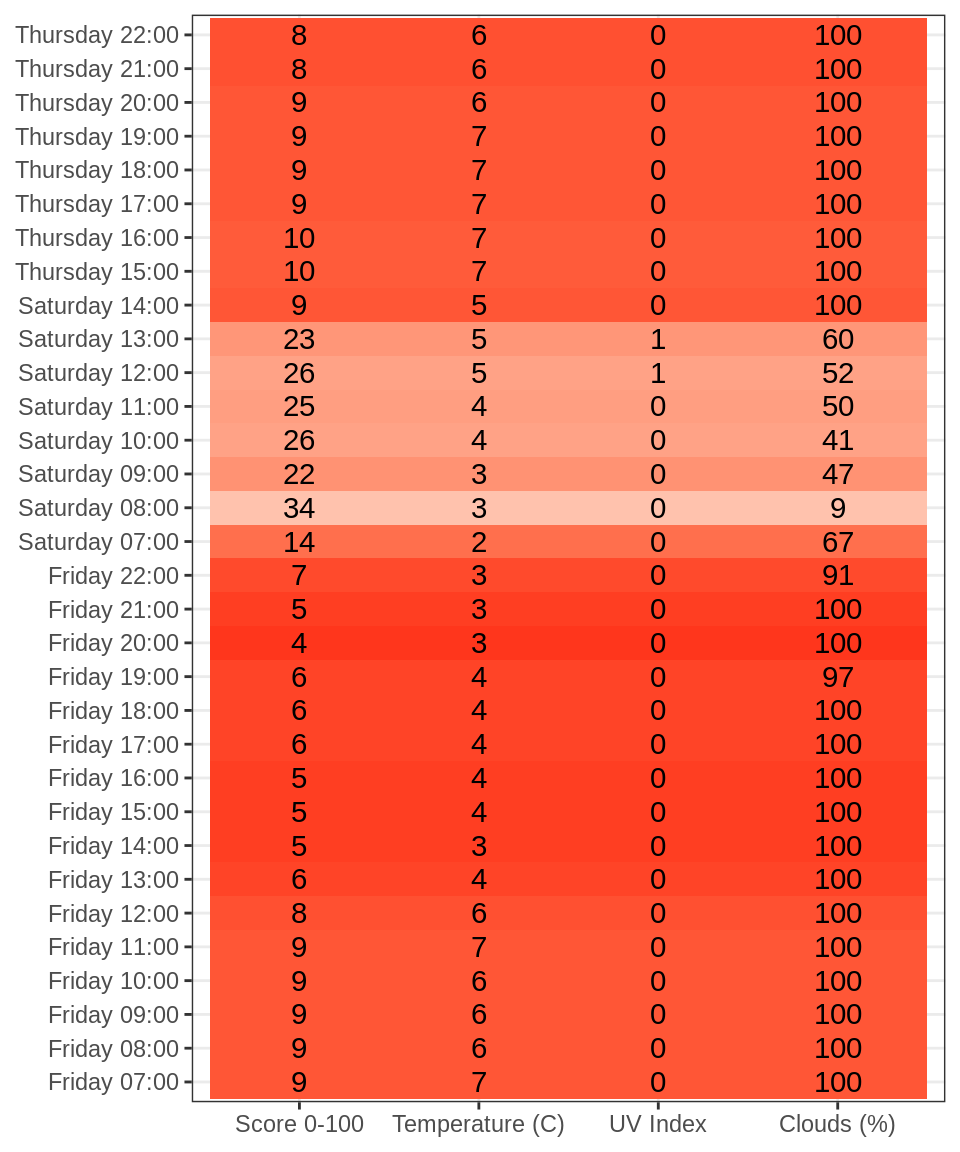 Thursday 22:00 8 6 0 100
Thursday 21:00 8 6 0 100
Thursday 20:00 9 6 0 100
Thursday 19:00 9 7 0 100
Thursday 18:00 9 7 0 100
Thursday 17:00 9 7 0 100
Thursday 16:00 10 7 0 100
Thursday 15:00 10 7 0 100
Saturday 14:00 9 5 0 100
Saturday 13:00 23 5 1 60
Saturday 12:00 26 5 1 52
Saturday 11:00 25 4 0 50
Saturday 10:00 26 4 0 41
Saturday 09:00 22 3 0 47
Saturday 08:00 34 3 0 9
Saturday 07:00 14 2 0 67
Friday 22:00 7 3 0 91
Friday 21:00 5 3 0 100
Friday 20:00 4 3 0 100
Friday 19:00 6 4 0 97
Friday 18:00 6 4 0 100
Friday 17:00 6 4 0 100
Friday 16:00 5 4 0 100
Friday 15:00 5 4 0 100
Friday 14:00 5 3 0 100
Friday 13:00 6 4 0 100
Friday 12:00 8 6 0 100
Friday 11:00 9 7 0 100
Friday 10:00 9 6 0 100
Friday 09:00 9 6 0 100
Friday 08:00 9 6 0 100
Friday 07:00 9 7 0 100
Score 0-100 Temperature (C) UV Index Clouds (%)